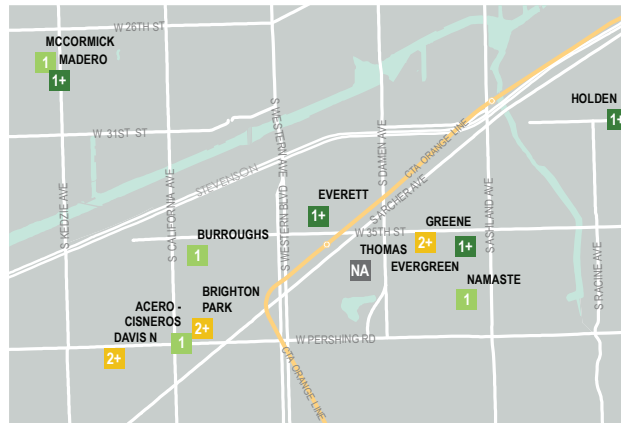 W 26TH ST
MCCORMICK
1
MADERO
1+
HOLDEN
1+
W 31ST ST
S WESTERN AVE
S DAMEN AVE
CTA ORANGE LINE
STEVENSON
S KEDZIE AVE
S CALIFORNIA AVE
S WESTERN BLVD
EVERETT
1+
S ARCHER AVE
S ASHLAND AVE
GREENE
2+
W 35TH ST
BURROUGHS
1
THOMAS
NA
1+
EVERGREEN
NAMASTE
1
S RACINE AVE
BRIGHTON
PARK
2+
ACERO -
CISNEROS
1
DAVIS N
2+
W PERSHING RD
CTA ORANGE LINE